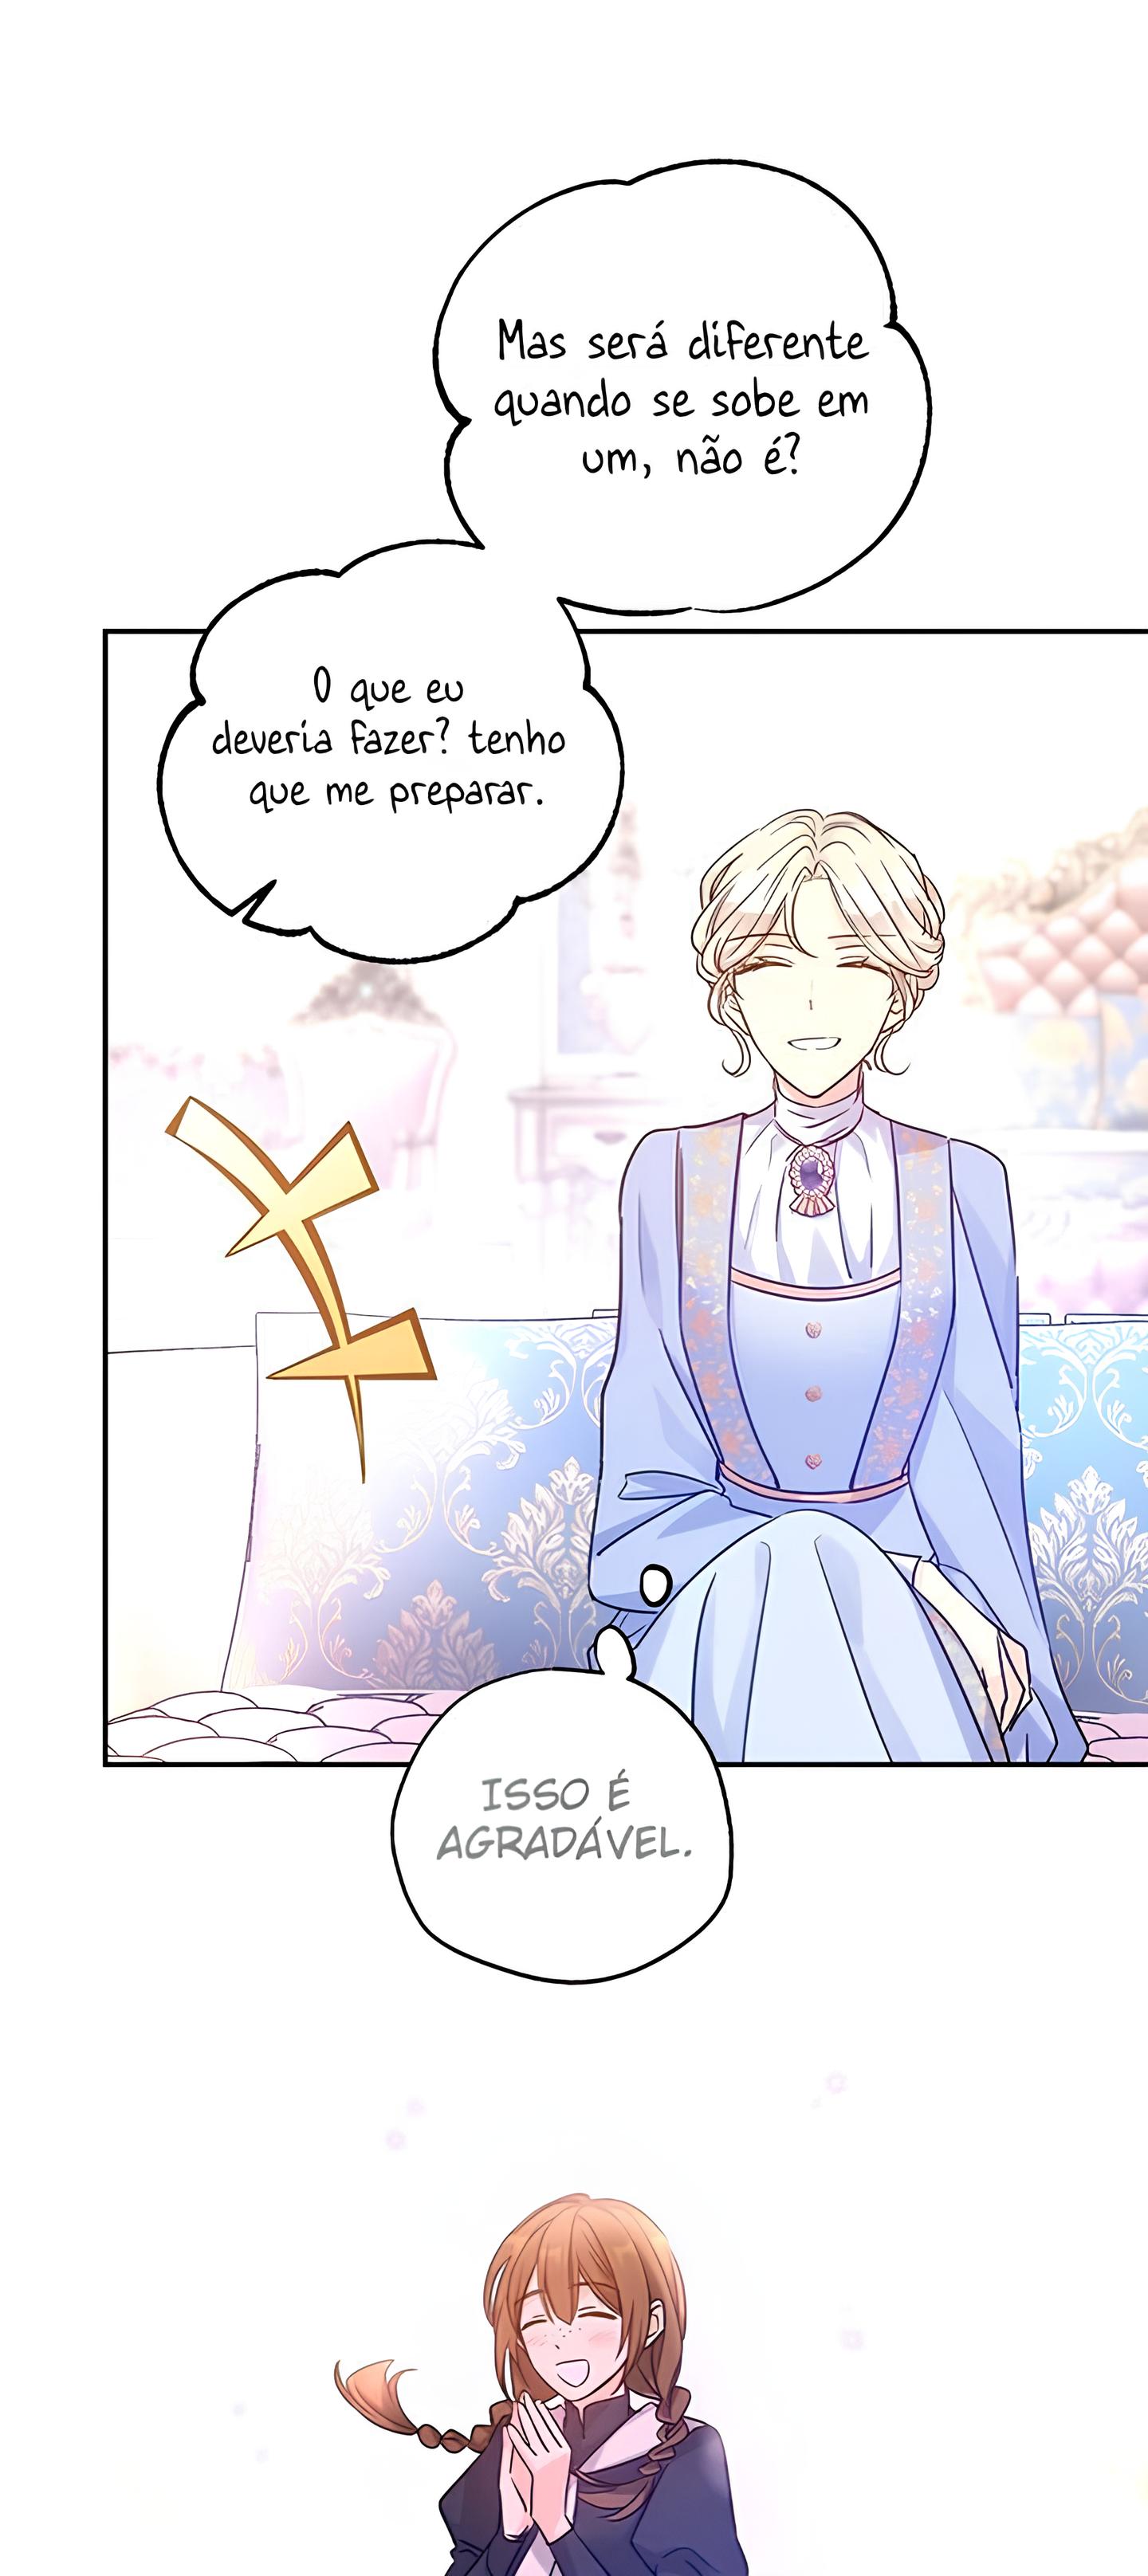 Mas será diferente
quando se sobe em
um, não é?
O que eu
deveria fazer? tenho
que me preparar.
ISSO É
AGRADÁVEL.